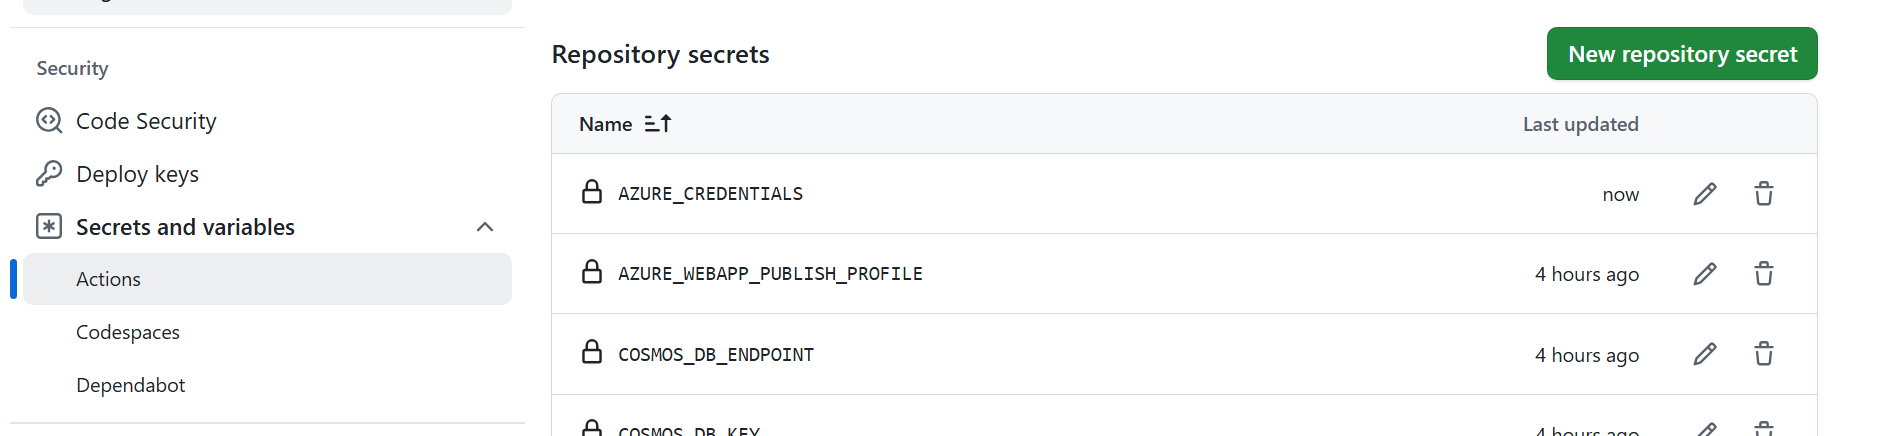 Security
Code Security
Deploy keys
Secrets and variables
Actions
Codespaces
Dependabot
Repository secrets
New repository secret
Name
Last updated
AZURE_CREDENTIALS
now
AZURE_WEBAPP_PUBLISH_PROFILE
4 hours ago
COSMOS_DB_ENDPOINT
4 hours ago
COSMOS_DB_KEY
4 hours ago